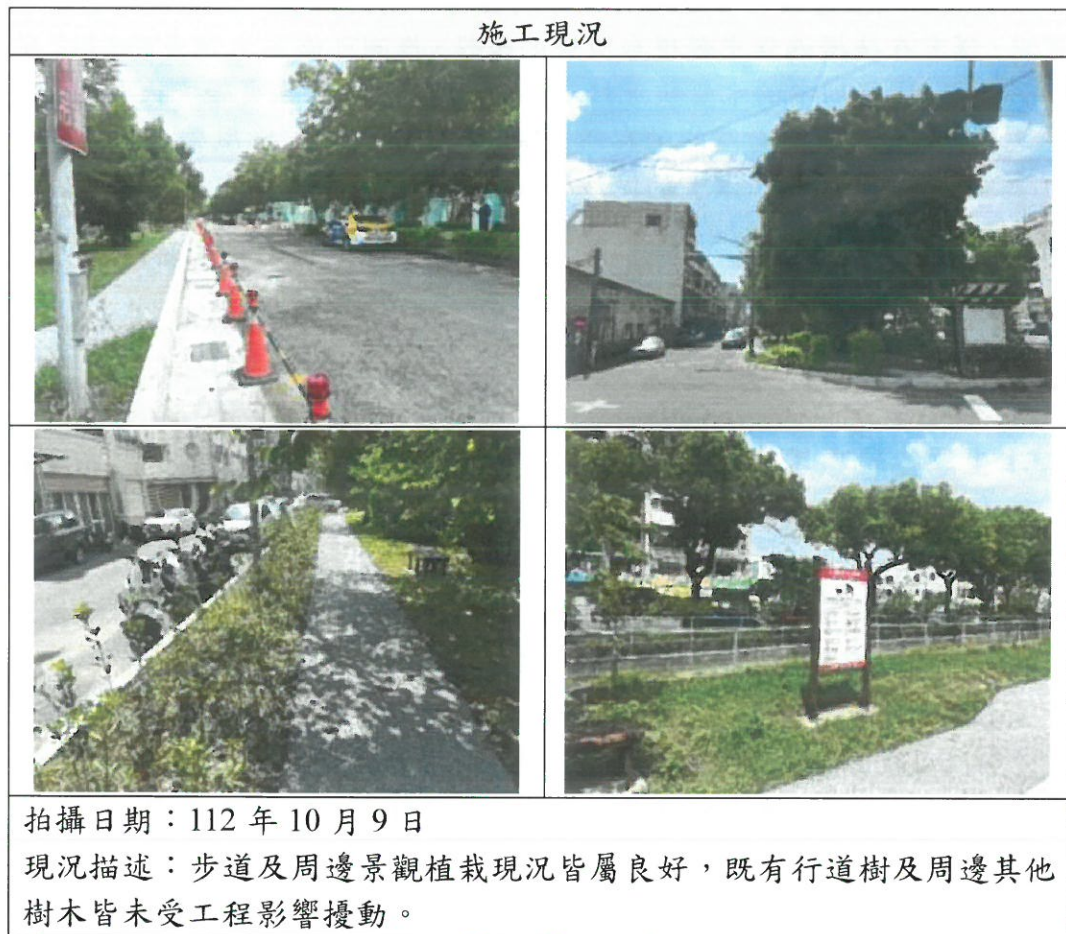 施工現況
拍攝日期：112 年 10 月 9 日
現況描述：步道及周邊景觀植栽現況皆屬良好，既有行道樹及周邊其他
樹木皆未受工程影響擾動。